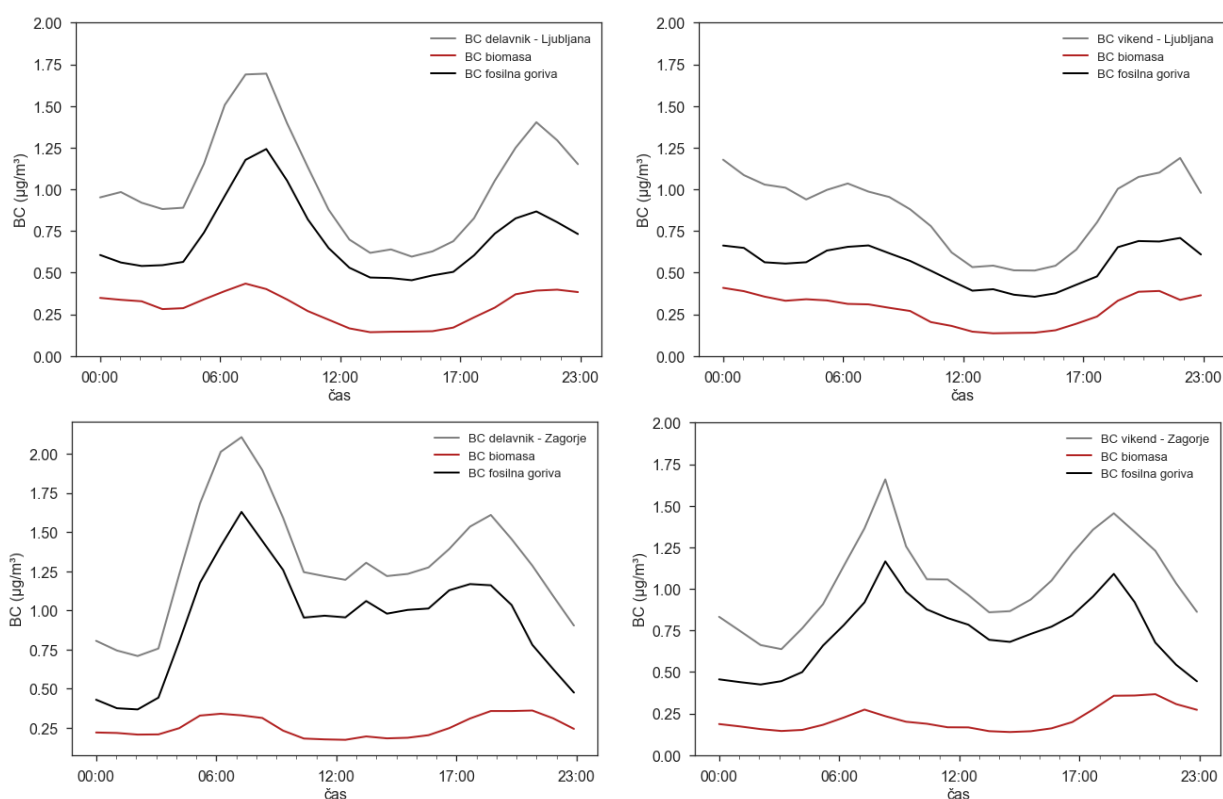 2.00
1.75
1.50
1.25
1.00
0.75
0.50
0.25
0.00
BC (µg/m³)
BC delavnik - Ljubljana
BC biomasa
BC fosilna goriva
00:00 06:00 12:00 17:00 23:00
čas
2.00
1.75
1.50
1.25
1.00
0.75
0.50
0.25
0.00
BC (µg/m³)
BC vikend - Ljubljana
BC biomasa
BC fosilna goriva
00:00 06:00 12:00 17:00 23:00
čas
2.00
1.75
1.50
1.25
1.00
0.75
0.50
0.25
BC (µg/m³)
BC delavnik - Zagorje
BC biomasa
BC fosilna goriva
00:00 06:00 12:00 17:00 23:00
čas
2.00
1.75
1.50
1.25
1.00
0.75
0.50
0.25
0.00
BC (µg/m³)
BC vikend - Zagorje
BC biomasa
BC fosilna goriva
00:00 06:00 12:00 17:00 23:00
čas